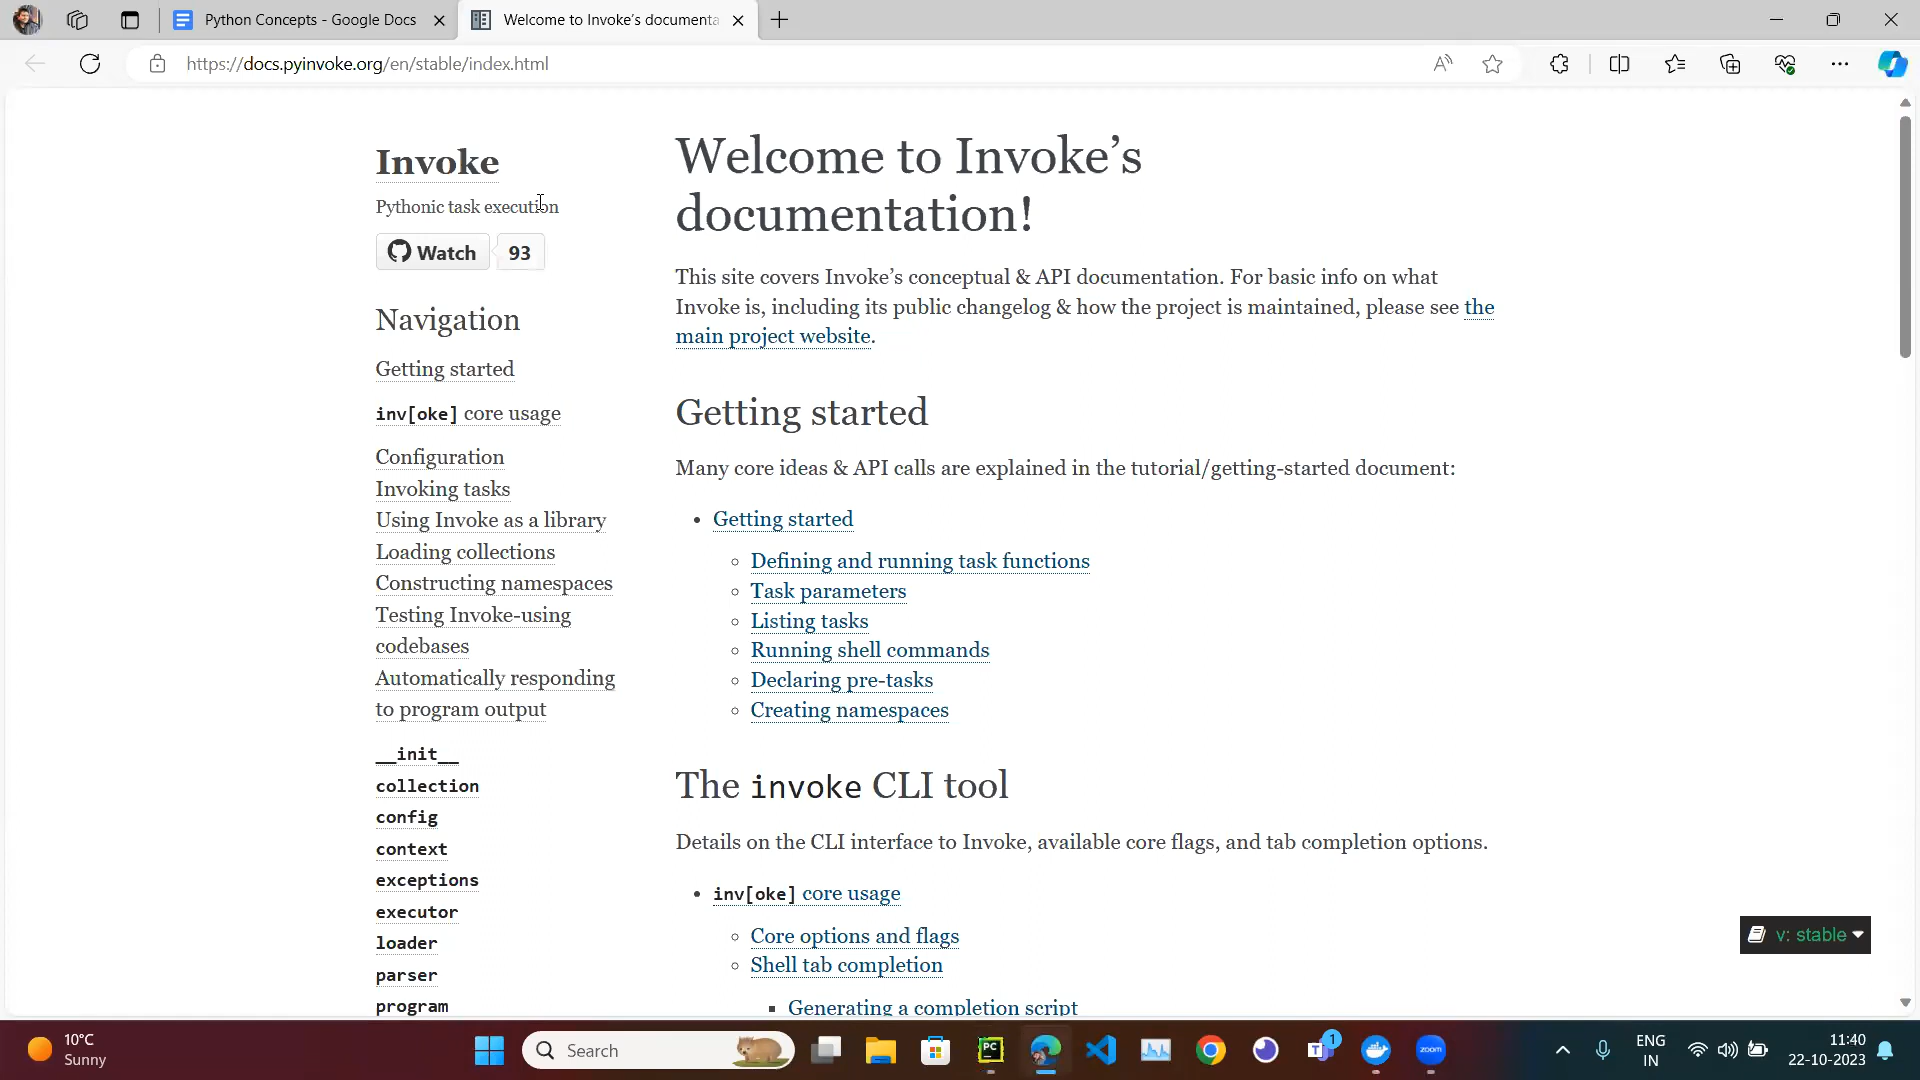 Python Concepts - Google Docs
Welcome to Invoke's documenta
https://docs.pyinvoke.org/en/stable/index.html
Invoke
Pythonic task execution
Watch
93
Navigation
Getting started
inv[oke] core usage
Configuration
Invoking tasks
Using Invoke as a library
Loading collections
Constructing namespaces
Testing Invoke-using
codebases
Automatically responding
to program output
__init__
collection
config
context
exceptions
executor
loader
parser
program
Welcome to Invoke's
documentation!
This site covers Invoke's conceptual & API documentation. For basic info on what
Invoke is, including its public changelog & how the project is maintained, please see the
main project website.
Getting started
Many core ideas & API calls are explained in the tutorial/getting-started document:
• Getting started
◦ Defining and running task functions
◦ Task parameters
◦ Listing tasks
◦ Running shell commands
◦ Declaring pre-tasks
◦ Creating namespaces
The invoke CLI tool
Details on the CLI interface to Invoke, available core flags, and tab completion options.
• inv[oke] core usage
◦ Core options and flags
◦ Shell tab completion
▪ Generating a completion script
v: stable
10°C
Sunny
Search
PC
T
1
zoom
ENG
IN
11:40
22-10-2023